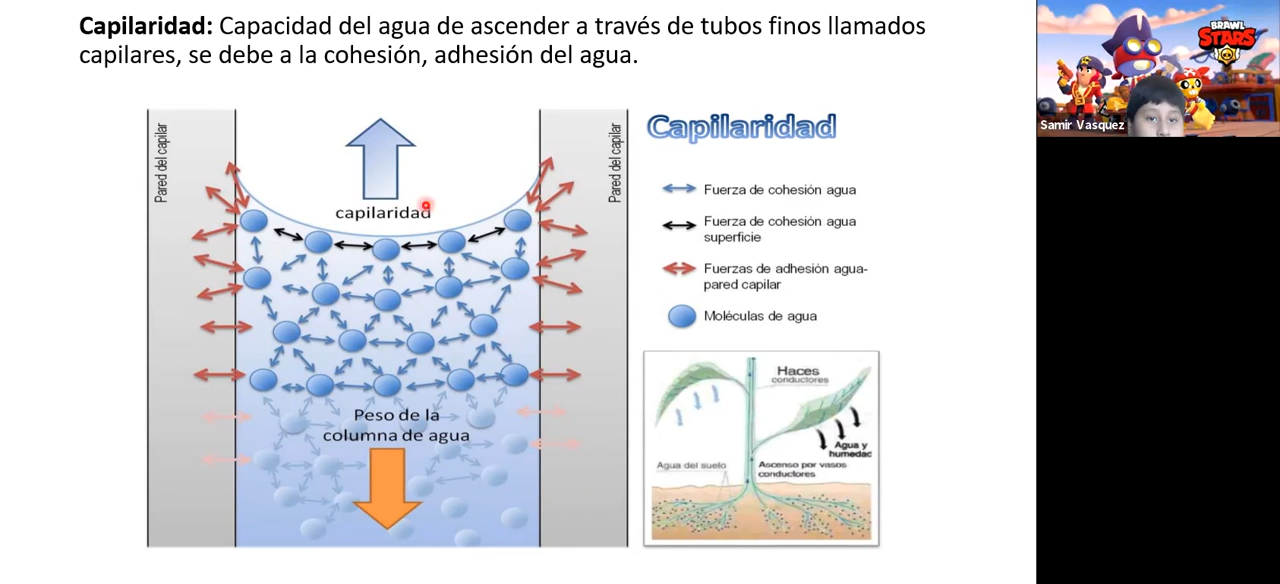 Capilaridad: Capacidad del agua de ascender a través de tubos finos llamados
capilares, se debe a la cohesión, adhesión del agua.
Pared del capilar
capilaridad
Peso de la
columna de agua
Pared del capilar
Capilaridad
Fuerza de cohesión agua
Fuerza de cohesión agua
superficie
Fuerzas de adhesión agua-
pared capilar
Moléculas de agua
Haces
conductores
Agua y
humedad
Agua del suelo
Ascenso por vasos
conductores
BRAWL
STARS
Samir Vasquez